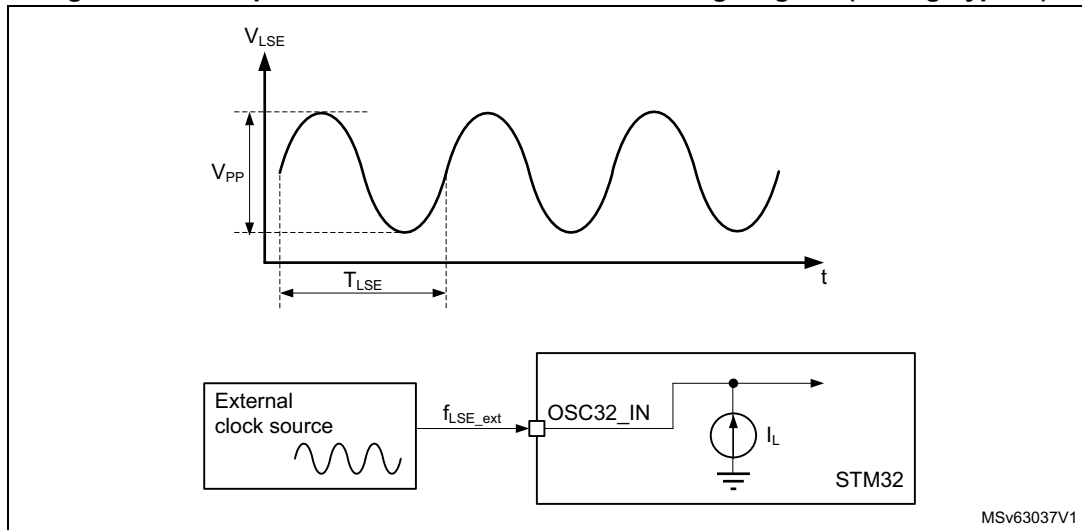 V_LSE
V_PP
T_LSE
t
External
clock source
f_LSE_ext
OSC32_IN
I_L
STM32
MSv63037V1